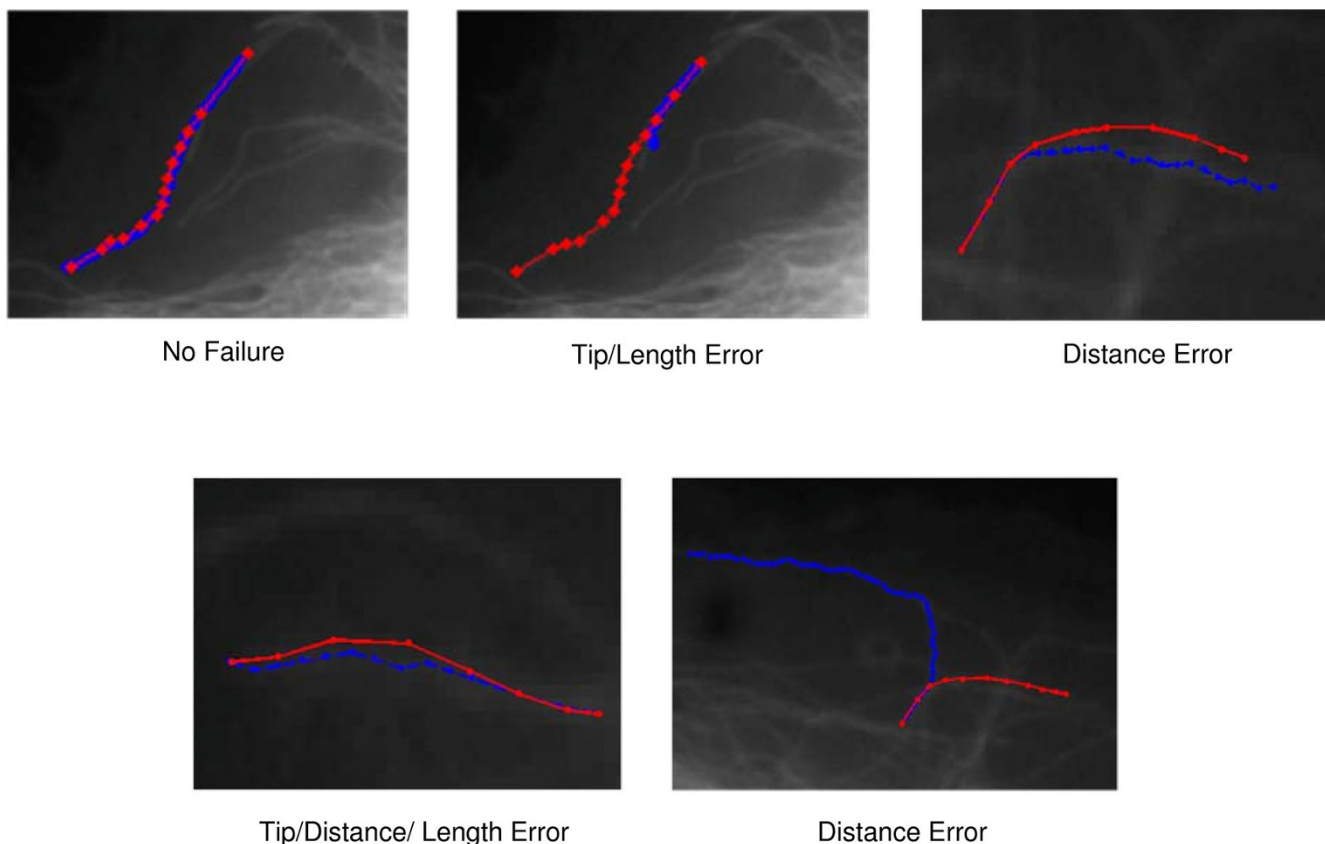 No Failure
Tip/Length Error
Distance Error
Tip/Distance/ Length Error
Distance Error